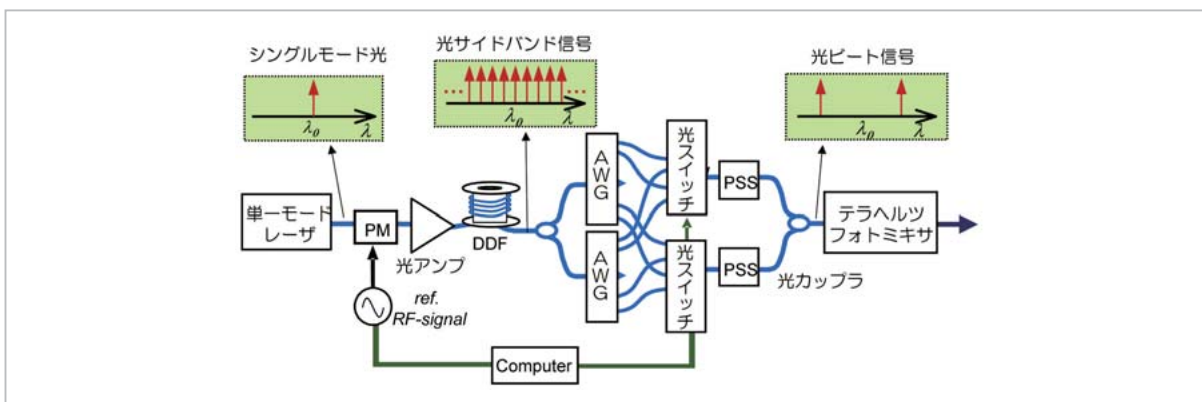 シングルモード光
λ0
λ
光サイドバンド信号
λ0
λ
光ビート信号
λ0
λ
単一モード
レーザ
PM
光アンプ
DDF
AWG
AWG
光スイッチ
光スイッチ
PSS
PSS
光カップラ
テラヘルツ
フォトミキサ
ref.
RF-signal
Computer